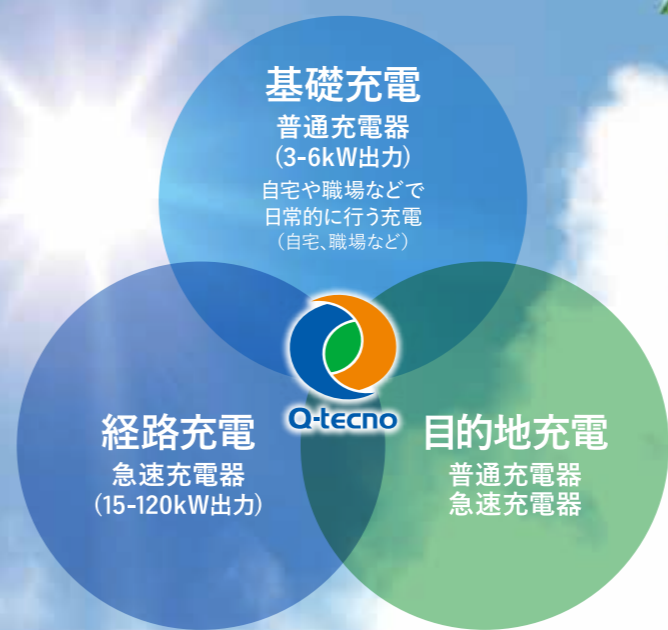 基礎充電
普通充電器
(3-6kW出力)
自宅や職場などで
日常的に行う充電
(自宅、職場など)
Q-tecno
経路充電
急速充電器
(15-120kW出力)
目的地充電
普通充電器
急速充電器